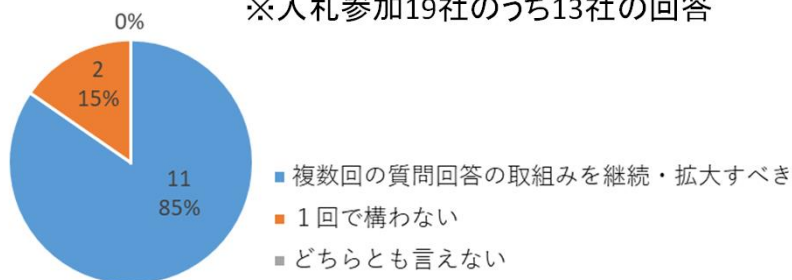 ※入札参加19社のうち13社の回答
0%
2
15%
11
85%
複数回の質問回答の取組みを継続・拡大すべき
１回で構わない
どちらとも言えない